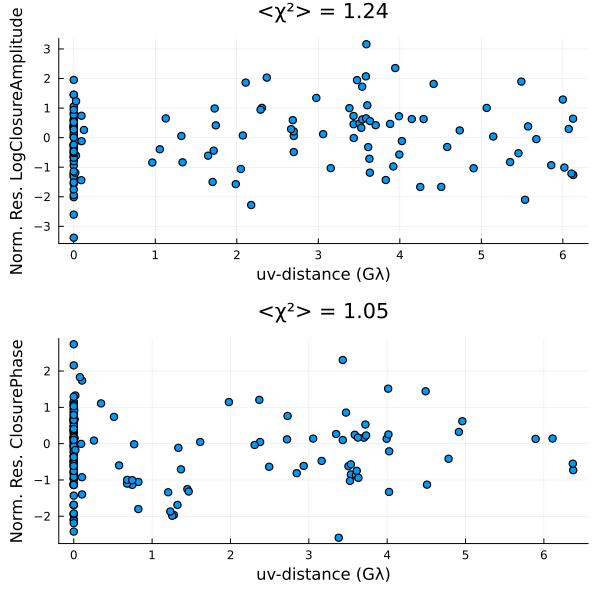 <χ²> = 1.24
Norm. Res. LogClosureAmplitude
3
2
1
0
−1
−2
−3
0 1 2 3 4 5 6
uv-distance (Gλ)
<χ²> = 1.05
Norm. Res. ClosurePhase
2
1
0
−1
−2
0 1 2 3 4 5 6
uv-distance (Gλ)